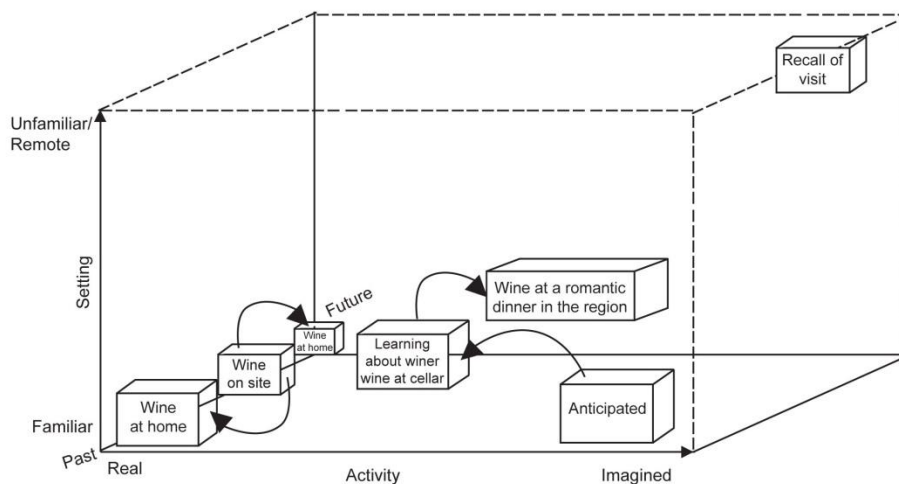 Recall of
visit
Unfamiliar/
Remote
Setting
Future
Wine at a romantic
dinner in the region
Wine
at home
Learning
about winer
wine at cellar
Wine
on site
Wine
at home
Anticipated
Familiar
Past
Real
Activity
Imagined